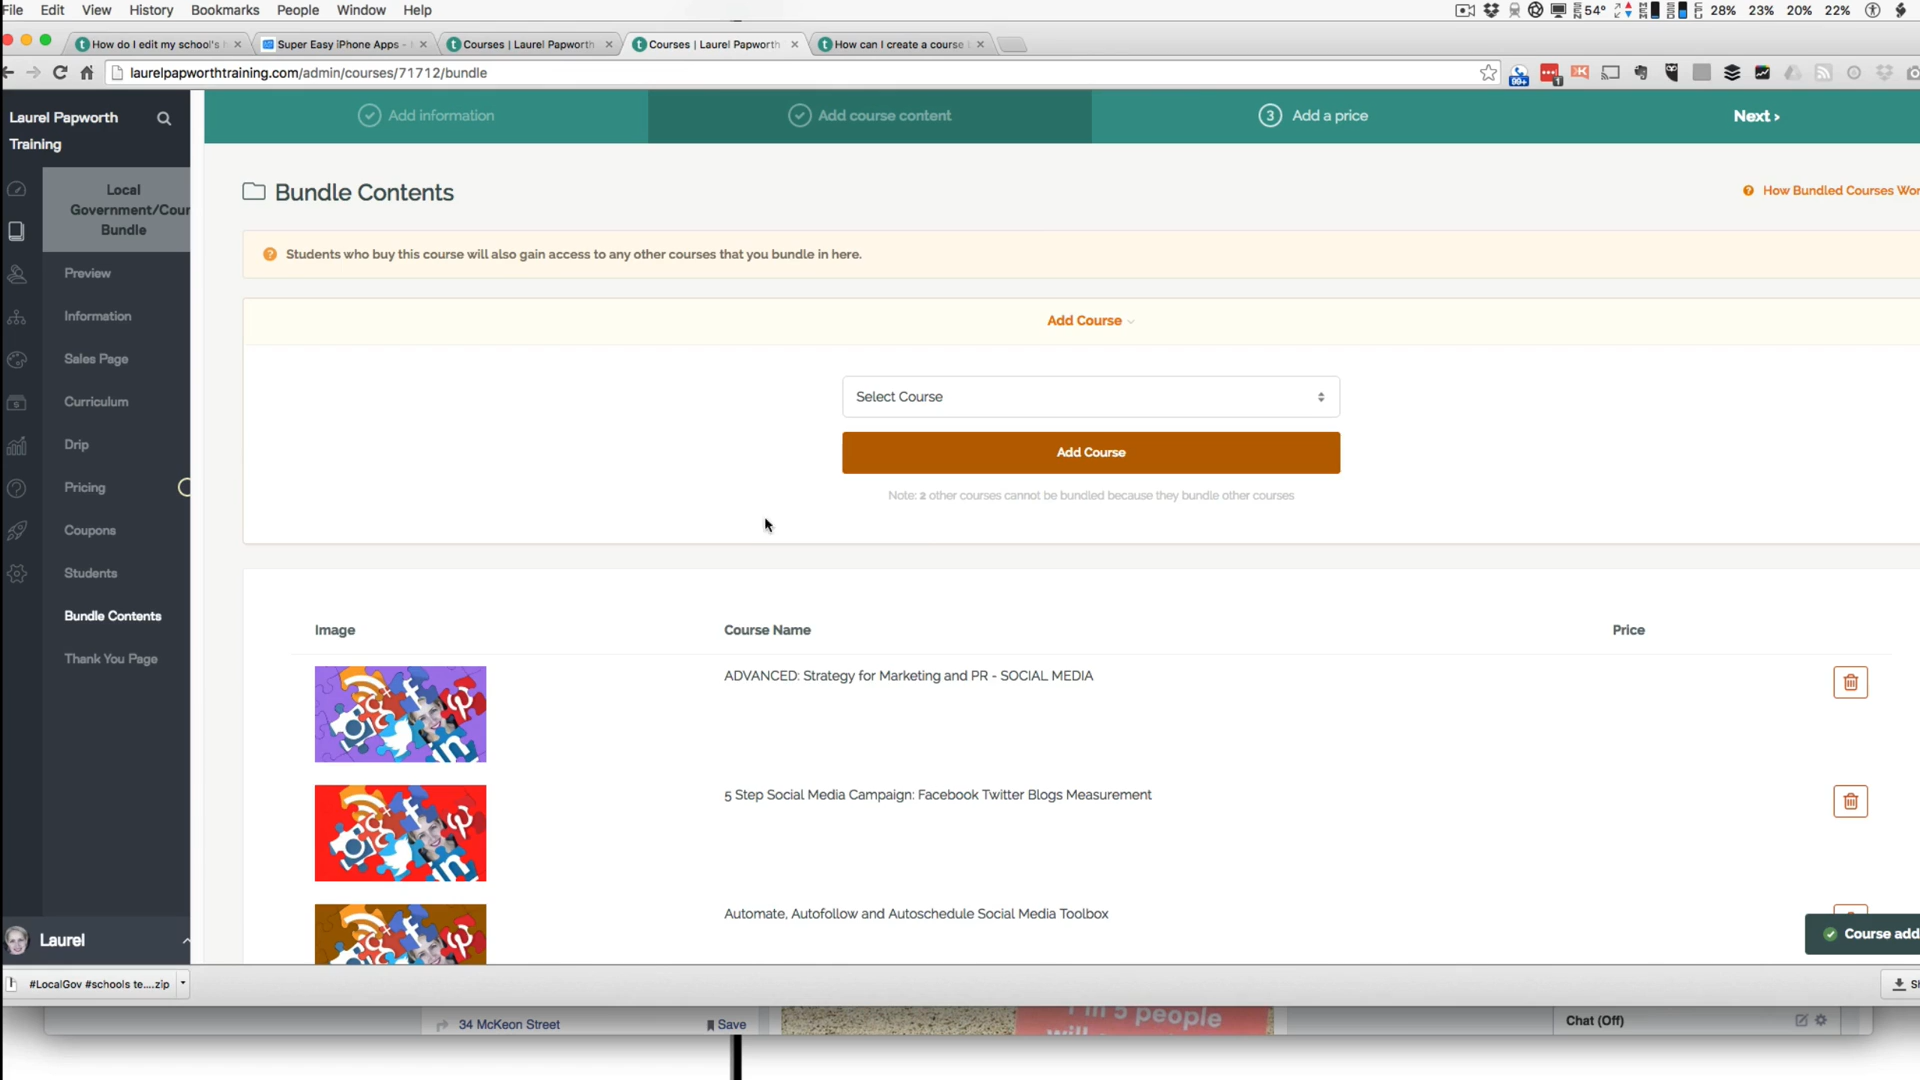 File Edit View History Bookmarks People Window Help 54° 28% 23% 20% 22%
How do I edit my school's Super Easy iPhone Apps - Courses | Laurel Papworth Courses | Laurel Papworth How can I create a course
laurelpapworthtraining.com/admin/courses/71712/bundle
99+ 1
Laurel Papworth
Training
Add information Add course content 3 Add a price Next ›
Local
Government/Cour
Bundle
Preview
Information
Sales Page
Curriculum
Drip
Pricing
Coupons
Students
Bundle Contents
Thank You Page
Laurel
Bundle Contents
How Bundled Courses Wor
Students who buy this course will also gain access to any other courses that you bundle in here.
Add Course
Select Course
Add Course
Note: 2 other courses cannot be bundled because they bundle other courses
Image Course Name Price
ADVANCED: Strategy for Marketing and PR - SOCIAL MEDIA
5 Step Social Media Campaign: Facebook Twitter Blogs Measurement
Automate, Autofollow and Autoschedule Social Media Toolbox
Course add
#LocalGov #schools te....zip
34 McKeon Street Save
1 in 5 people
will
Chat (Off)